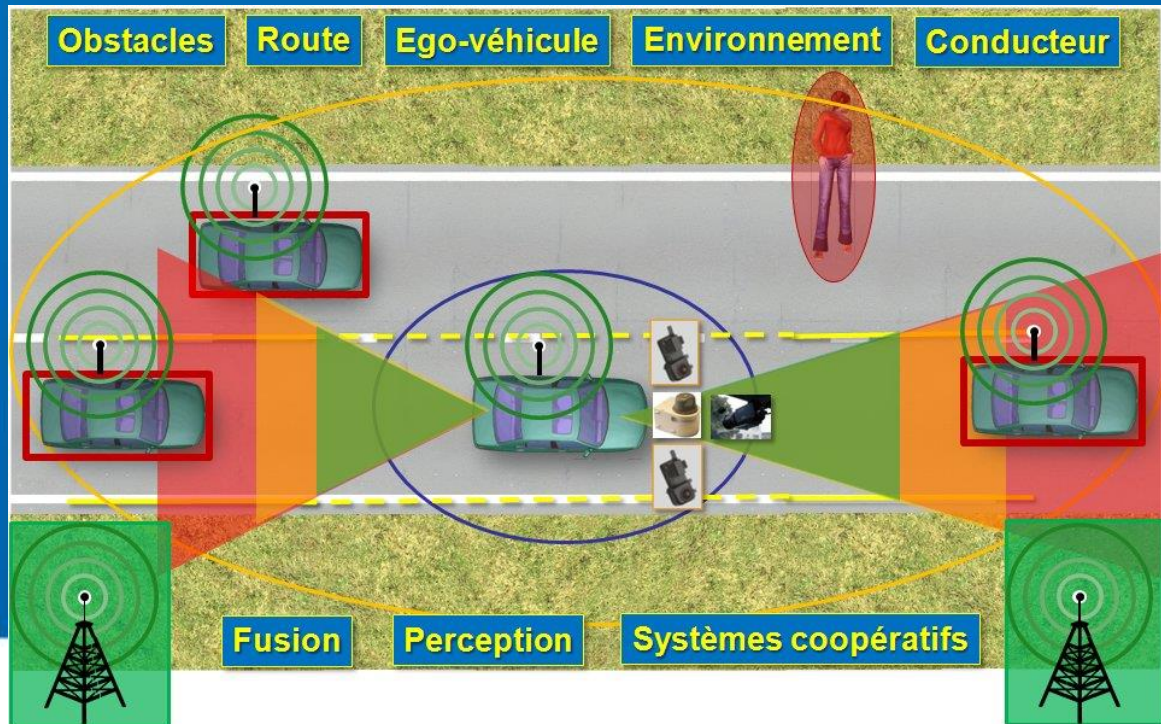 Obstacles
Route
Ego-véhicule
Environnement
Conducteur
Fusion
Perception
Systèmes coopératifs